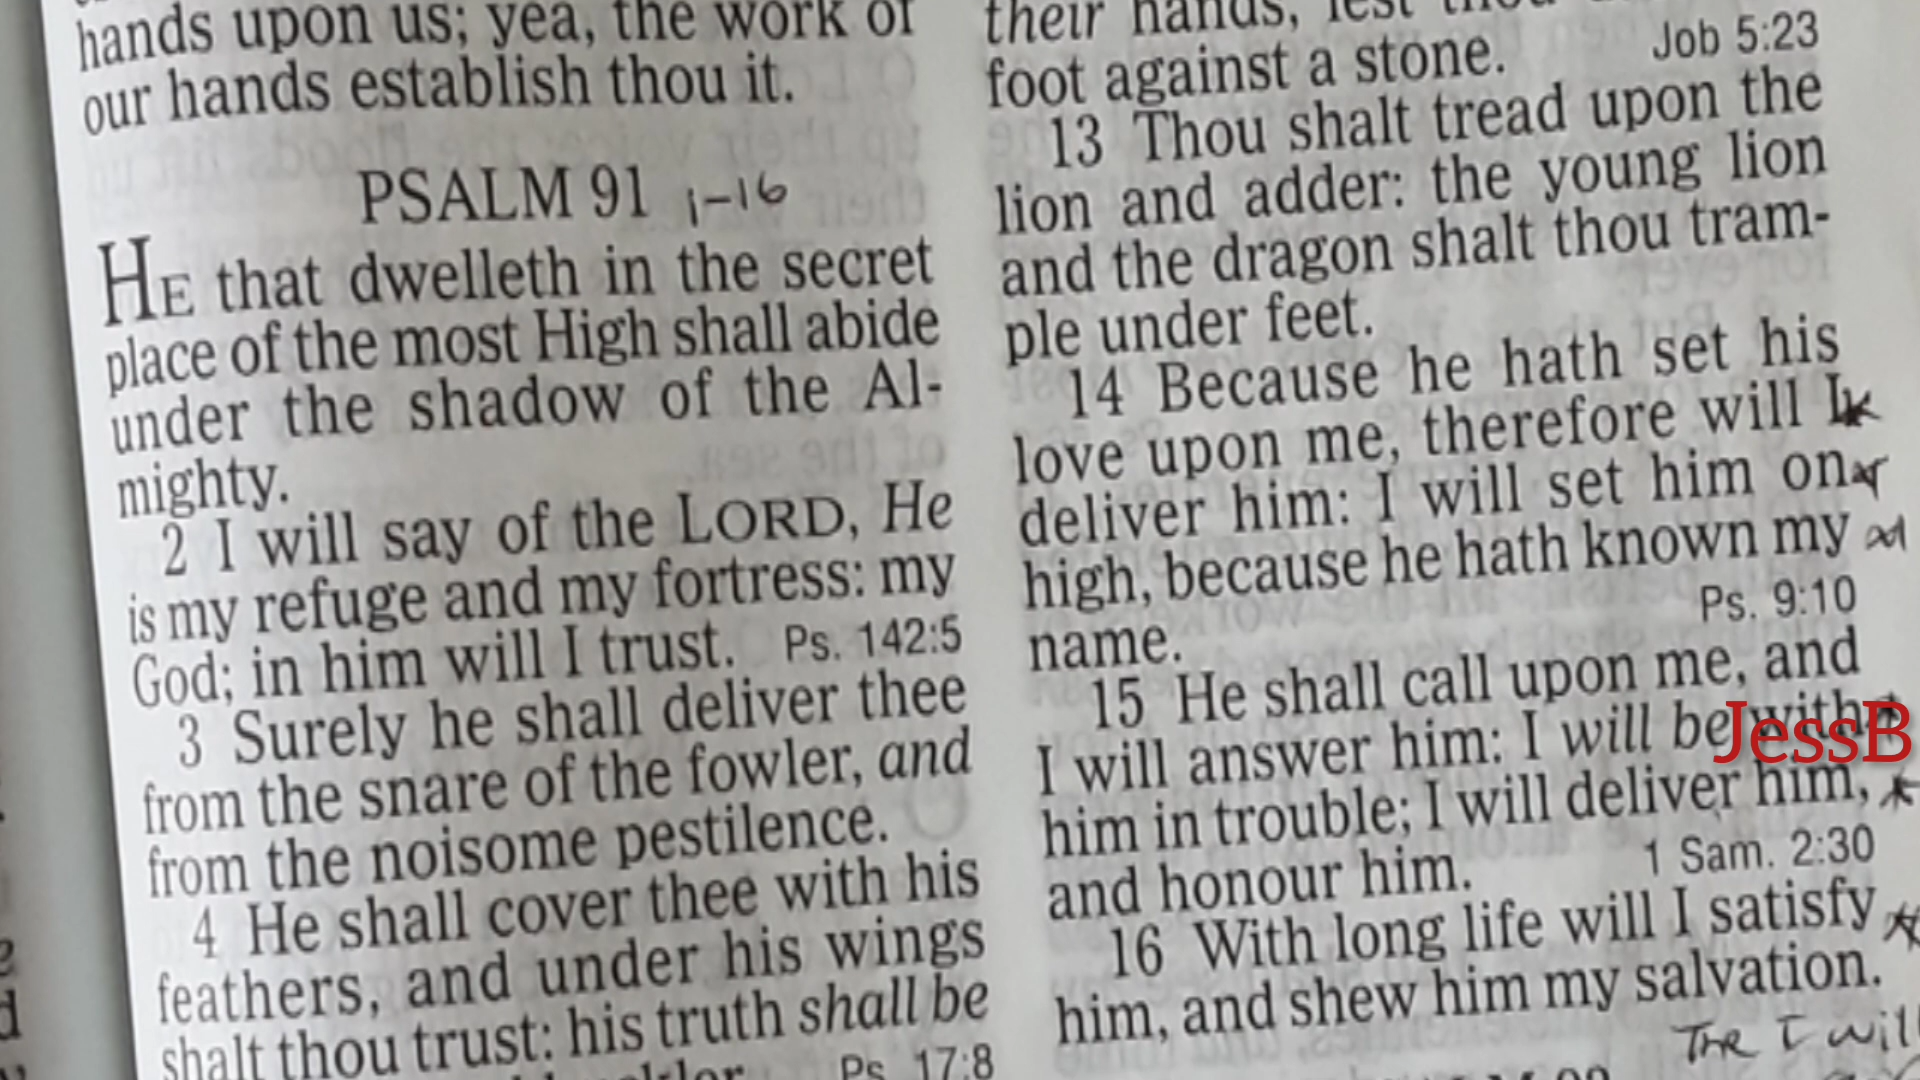 hands upon us; yea, the work of
our hands establish thou it.
PSALM 91 1-16
HE that dwelleth in the secret
place of the most High shall abide
under the shadow of the Al-
mighty.
2 I will say of the LORD, He
is my refuge and my fortress: my
God; in him will I trust. Ps. 142:5
3 Surely he shall deliver thee
from the snare of the fowler, and
from the noisome pestilence.
4 He shall cover thee with his
feathers, and under his wings
shalt thou trust: his truth shall be
Ps. 17:8
their hands, lest thou
foot against a stone. Job 5:23
13 Thou shalt tread upon the
lion and adder: the young lion
and the dragon shalt thou tram-
ple under feet.
14 Because he hath set his
love upon me, therefore will I
deliver him: I will set him on
high, because he hath known my
name. Ps. 9:10
15 He shall call upon me, and
I will answer him: I will be with
him in trouble; I will deliver him,
and honour him. 1 Sam. 2:30
16 With long life will I satisfy
him, and shew him my salvation.
The I will
JessB